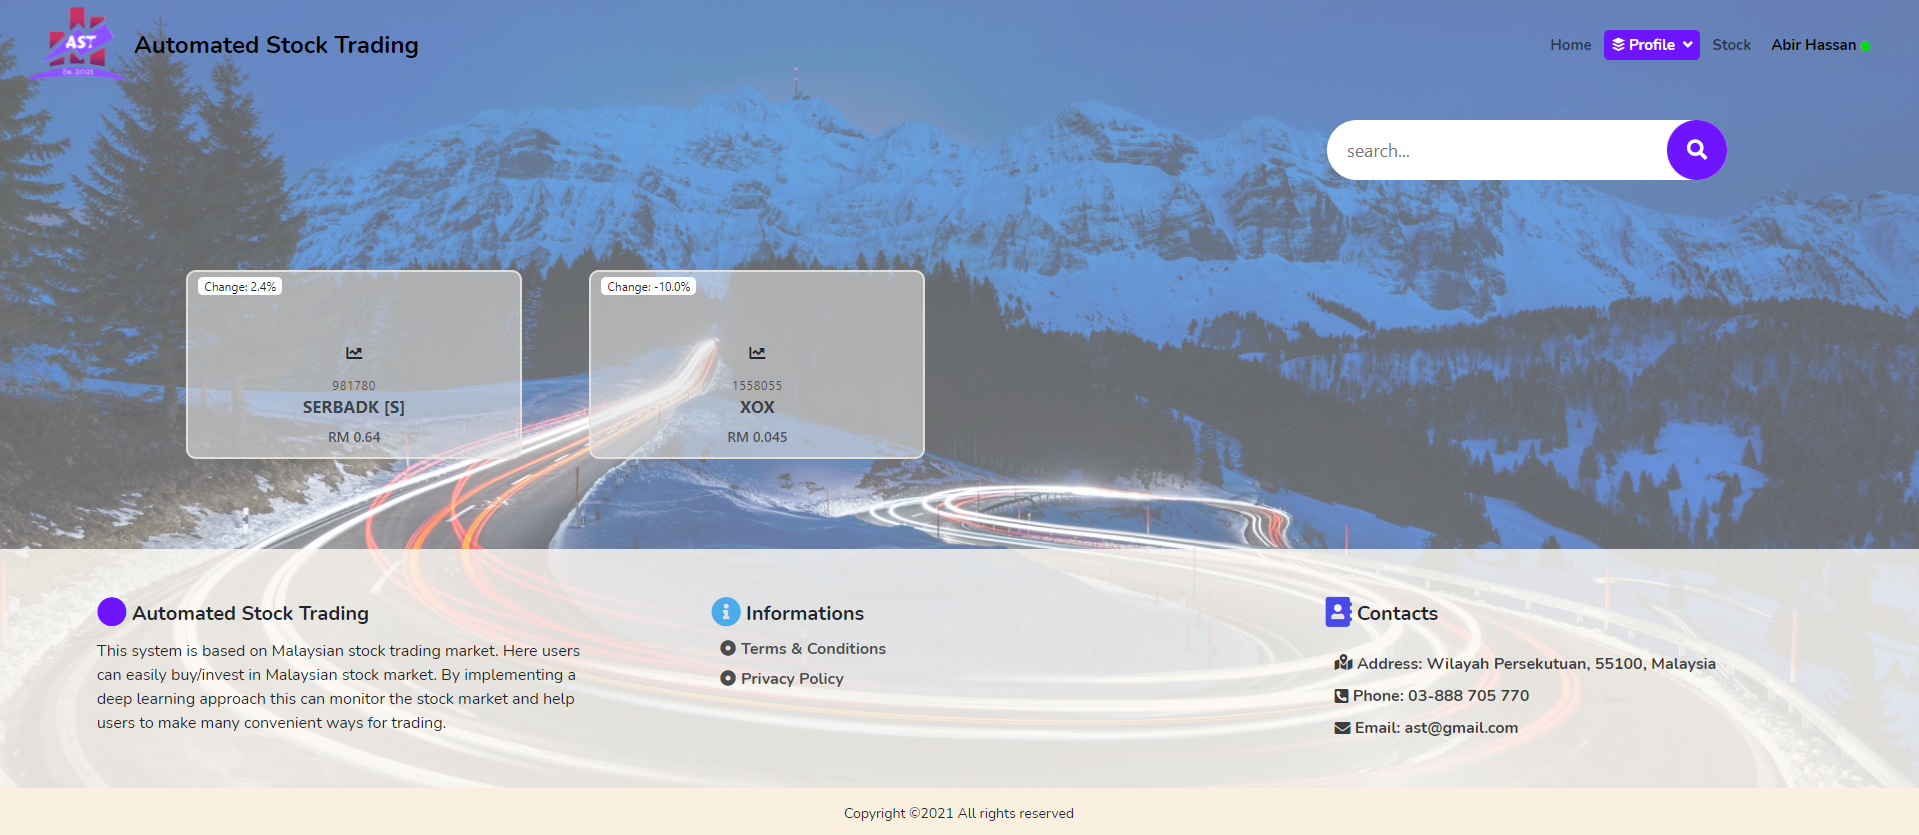 AST
Est. 2021
Automated Stock Trading
Home
Profile
Stock
Abir Hassan
search...
Change: 2.4%
981780
SERBADK [S]
RM 0.64
Change: -10.0%
1558055
XOX
RM 0.045
Automated Stock Trading
This system is based on Malaysian stock trading market. Here users
can easily buy/invest in Malaysian stock market. By implementing a
deep learning approach this can monitor the stock market and help
users to make many convenient ways for trading.
Informations
Terms & Conditions
Privacy Policy
Contacts
Address: Wilayah Persekutuan, 55100, Malaysia
Phone: 03-888 705 770
Email: ast@gmail.com
Copyright ©2021 All rights reserved